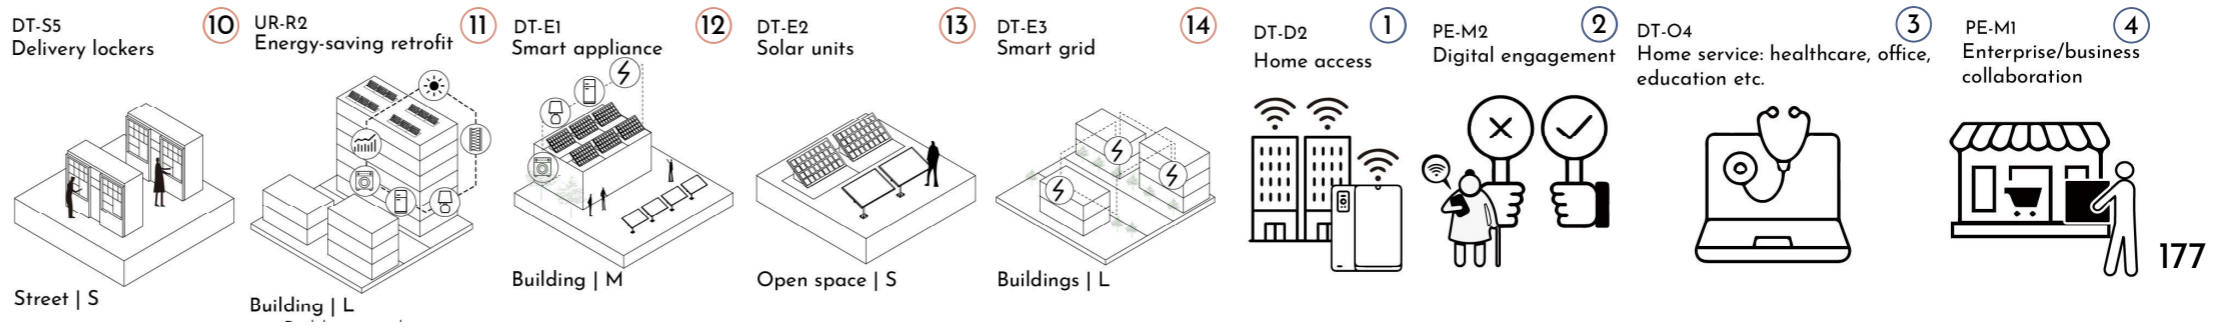 DT-S5
Delivery lockers
10
Street | S
UR-R2
Energy-saving retrofit
11
Building | L
DT-E1
Smart appliance
12
Building | M
DT-E2
Solar units
13
Open space | S
DT-E3
Smart grid
14
Buildings | L
DT-D2
Home access
1
PE-M2
Digital engagement
2
DT-O4
Home service: healthcare, office,
education etc.
3
PE-M1
Enterprise/business
collaboration
4
177